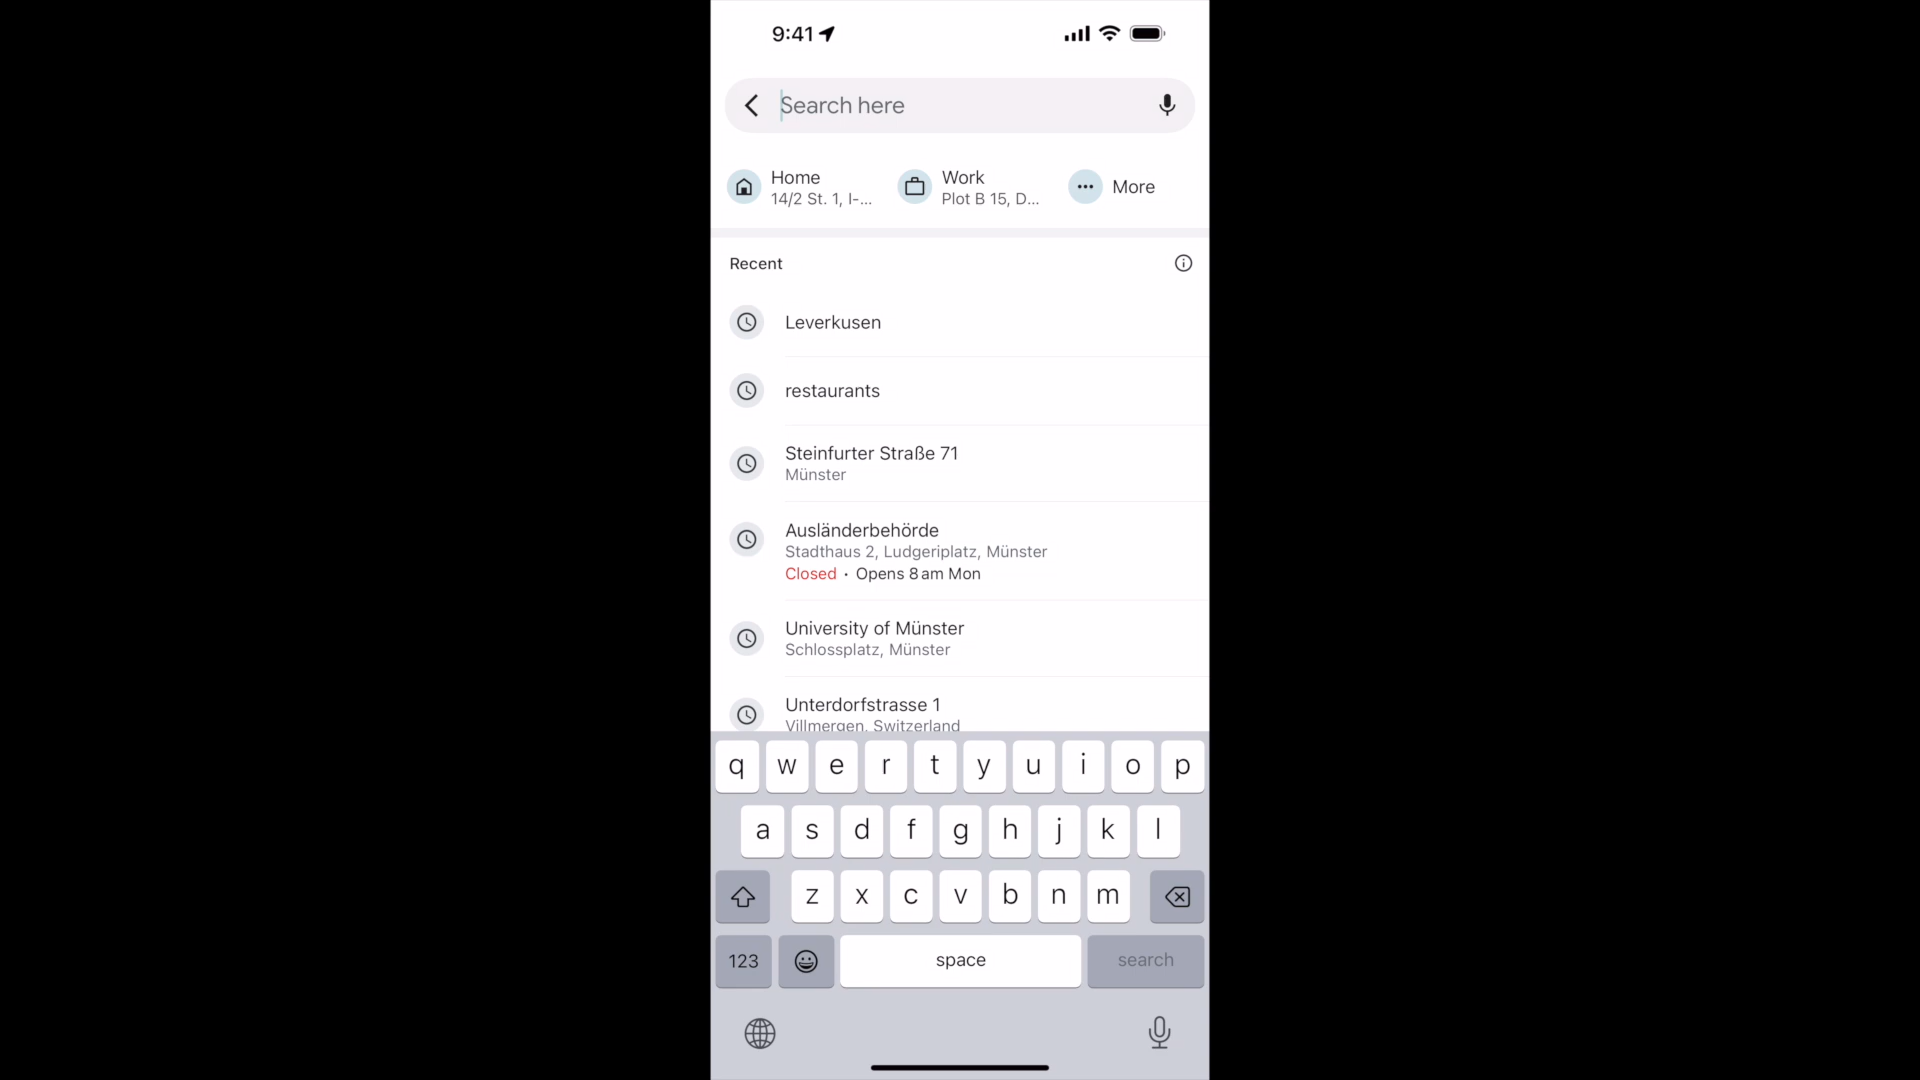 9:41
Search here
Home
14/2 St. 1, I-...
Work
Plot B 15, D...
More
Recent
Leverkusen
restaurants
Steinfurter Straße 71
Münster
Ausländerbehörde
Stadthaus 2, Ludgeriplatz, Münster
Closed · Opens 8 am Mon
University of Münster
Schlossplatz, Münster
Unterdorfstrasse 1
Villmergen, Switzerland
q w e r t y u i o p
a s d f g h j k l
z x c v b n m
123 space search